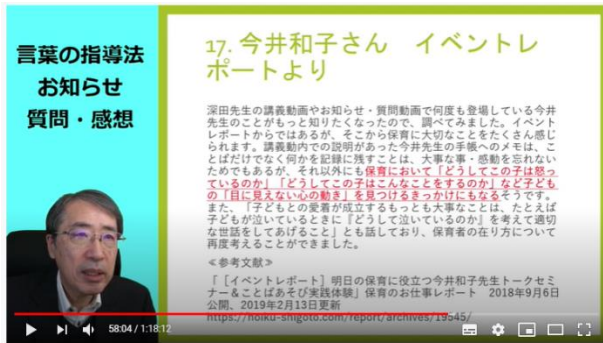 言葉の指導法
お知らせ
質問・感想
17. 今井和子さん　イベントレ
ポートより
深田先生の講義動画やお知らせ・質問動画で何度も登場している今井
先生のことがもっと知りたくなったので、調べてみました。イベント
レポートからではあるが、そこから保育に大切なことをたくさん感じ
られます。講義動内での説明があった今井先生の手帳へのメモは、こ
とばだけでなく何かを記録に残すことは、大事な事・感動を忘れない
ためでもあるが、それ以外にも保育において「どうしてこの子は怒っ
ているのか」「どうしてこの子はこんなことをするのか」など子ども
の「目に見えない心の動き」を見つけるきっかけにもなるそうです。
また、「子どもとの愛着が成立するもっとも大事なことは、たとえば
子どもが泣いているときに『どうして泣いているのか』を考えて適切
な世話をしてあげること」とも話しており、保育者の在り方について
再度考えることができました。
≪参考文献≫
「［イベントレポート］明日の保育に役立つ今井和子先生トークセミ
ナー＆ことばあそび実践体験」保育のお仕事レポート　2018年9月6日
公開、2019年2月13日更新
https://hoiku-shigoto.com/report/archives/19545/
58:04 / 1:18:12